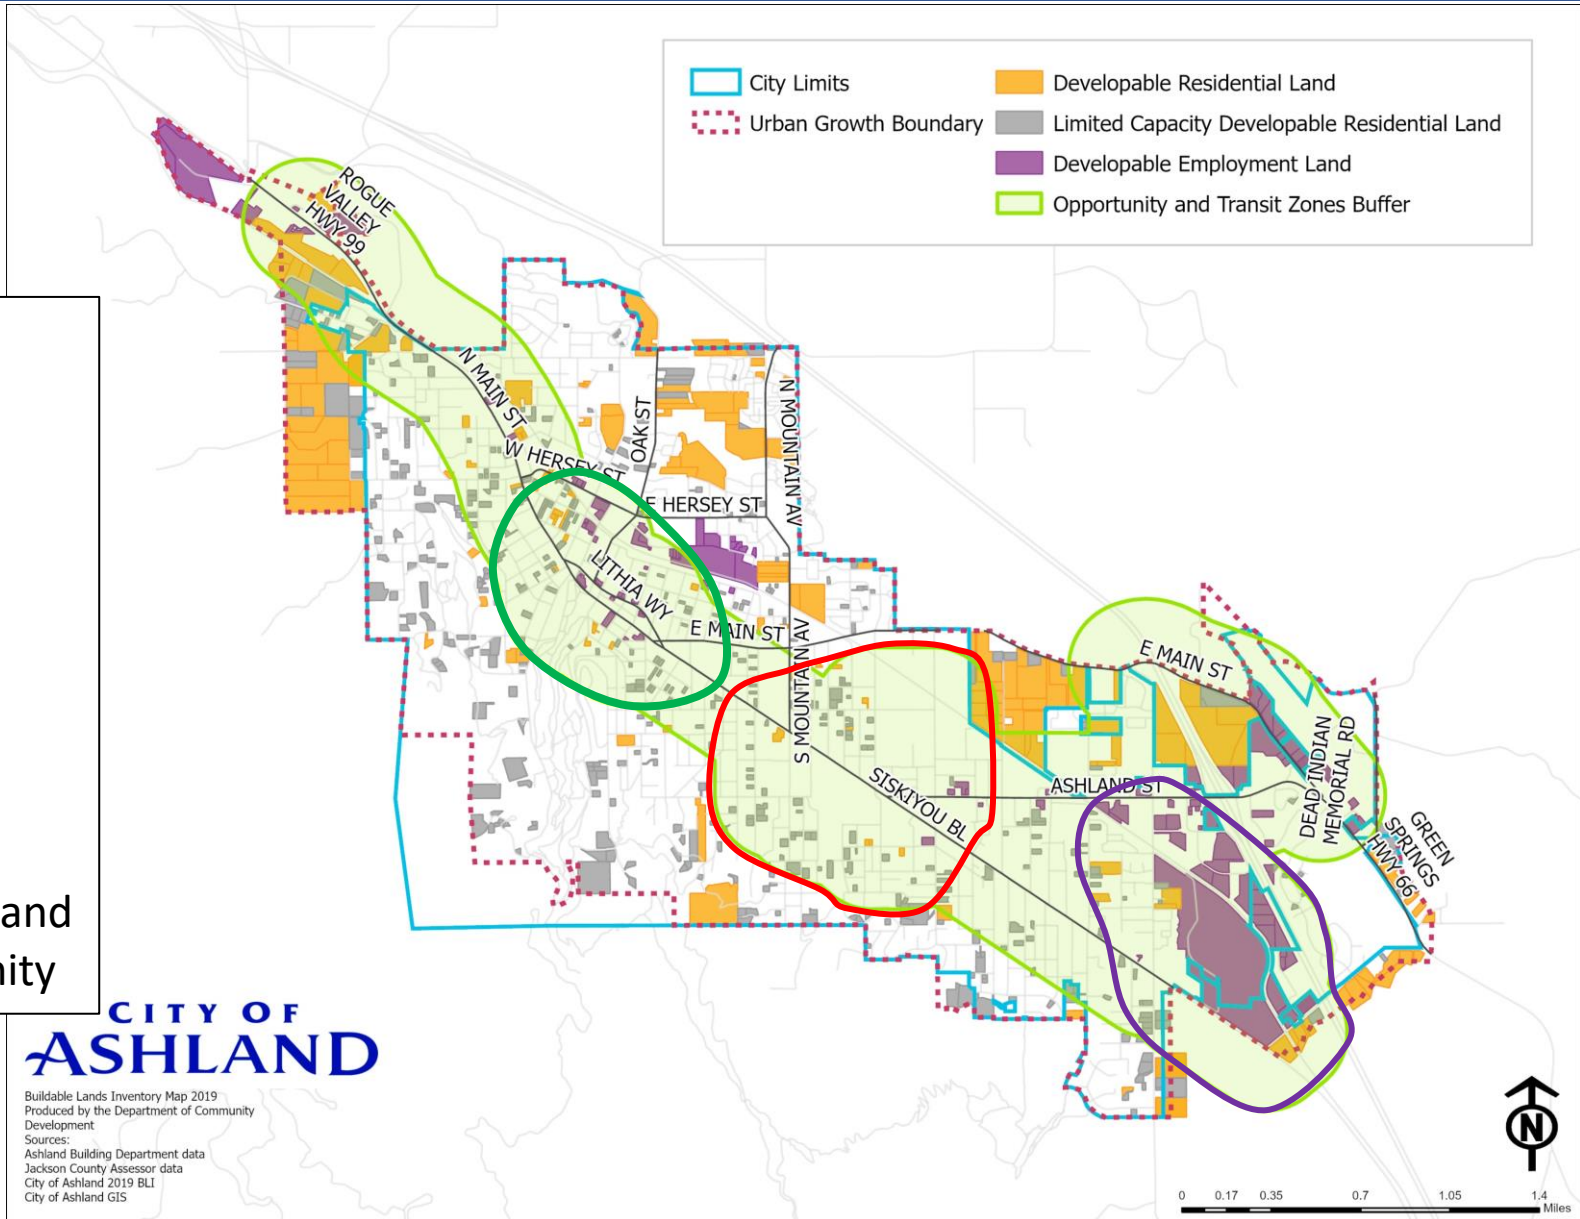 City Limits
Urban Growth Boundary
Developable Residential Land
Limited Capacity Developable Residential Land
Developable Employment Land
Opportunity and Transit Zones Buffer
ROGUE
VALLEY
HWY 99
N MAIN ST
W HERSEY ST
OAK ST
N MOUNTAIN AV
E HERSEY ST
LITHIA WY
E MAIN ST
S MOUNTAIN AV
E MAIN ST
SISKIYOU BL
ASHLAND ST
DEAD INDIAN
MEMORIAL RD
GREEN
SPRINGS
HWY 66
and
nity
CITY OF
ASHLAND
Buildable Lands Inventory Map 2019
Produced by the Department of Community
Development
Sources:
Ashland Building Department data
Jackson County Assessor data
City of Ashland 2019 BLI
City of Ashland GIS
N
0 0.17 0.35 0.7 1.05 1.4
Miles